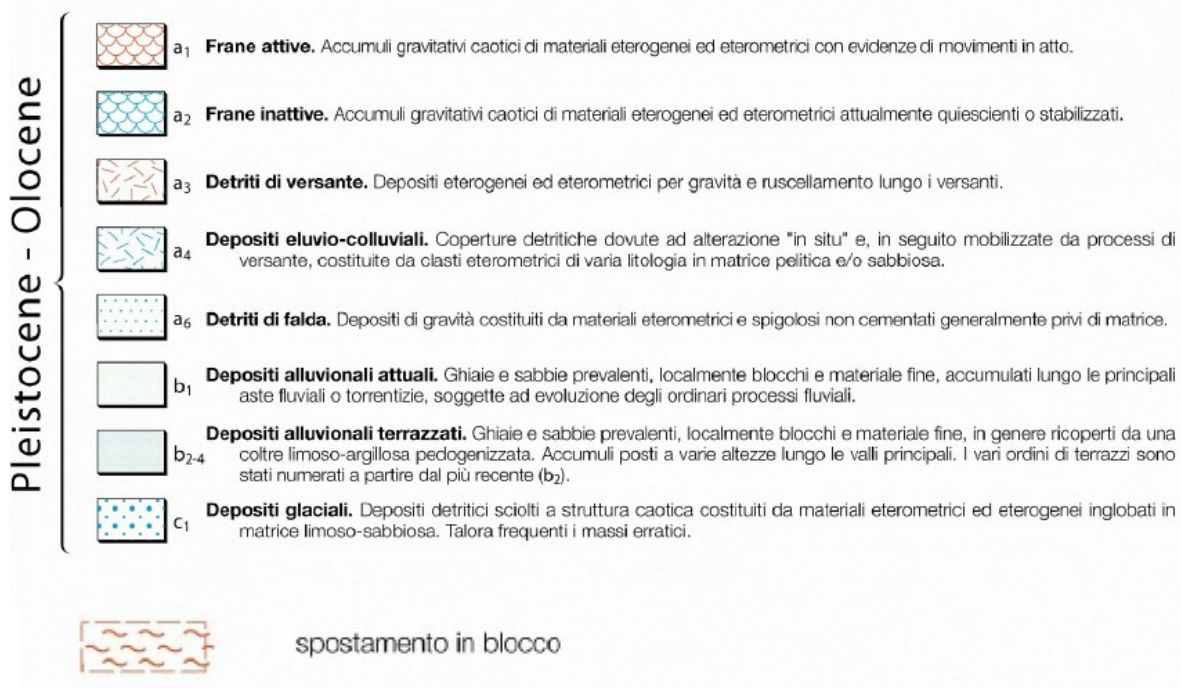 Pleistocene - Olocene
a1 Frane attive. Accumuli gravitativi caotici di materiali eterogenei ed eterometrici con evidenze di movimenti in atto.
a2 Frane inattive. Accumuli gravitativi caotici di materiali eterogenei ed eterometrici attualmente quiescienti o stabilizzati.
a3 Detriti di versante. Depositi eterogenei ed eterometrici per gravità e ruscellamento lungo i versanti.
a4 Depositi eluvio-colluviali. Coperture detritiche dovute ad alterazione "in situ" e, in seguito mobilizzate da processi di
versante, costituite da clasti eterometrici di varia litologia in matrice pelitica e/o sabbiosa.
a6 Detriti di falda. Depositi di gravità costituiti da materiali eterometrici e spigolosi non cementati generalmente privi di matrice.
b1 Depositi alluvionali attuali. Ghiaie e sabbie prevalenti, localmente blocchi e materiale fine, accumulati lungo le principali
aste fluviali o torrentizie, soggette ad evoluzione degli ordinari processi fluviali.
b2-4 Depositi alluvionali terrazzati. Ghiaie e sabbie prevalenti, localmente blocchi e materiale fine, in genere ricoperti da una
coltre limoso-argillosa pedogenizzata. Accumuli posti a varie altezze lungo le valli principali. I vari ordini di terrazzi sono
stati numerati a partire dal più recente (b2).
c1 Depositi glaciali. Depositi detritici sciolti a struttura caotica costituiti da materiali eterometrici ed eterogenei inglobati in
matrice limoso-sabbiosa. Talora frequenti i massi erratici.
spostamento in blocco